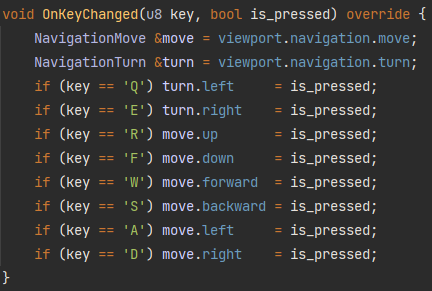 void OnKeyChanged(u8 key, bool is_pressed) override {
    NavigationMove &move = viewport.navigation.move;
    NavigationTurn &turn = viewport.navigation.turn;
    if (key == 'Q') turn.left     = is_pressed;
    if (key == 'E') turn.right    = is_pressed;
    if (key == 'R') move.up       = is_pressed;
    if (key == 'F') move.down     = is_pressed;
    if (key == 'W') move.forward  = is_pressed;
    if (key == 'S') move.backward = is_pressed;
    if (key == 'A') move.left     = is_pressed;
    if (key == 'D') move.right    = is_pressed;
}